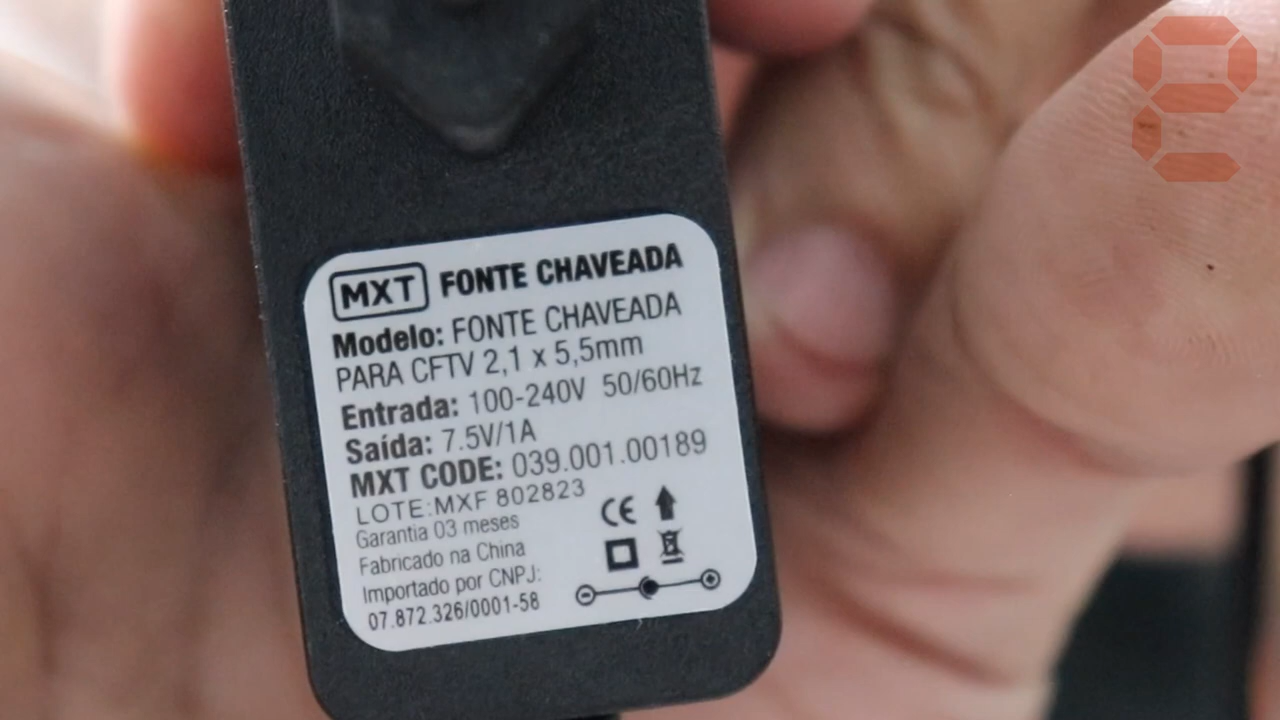 MXT FONTE CHAVEADA
Modelo: FONTE CHAVEADA
PARA CFTV 2,1 x 5,5mm
Entrada: 100-240V 50/60Hz
Saída: 7.5V/1A
MXT CODE: 039.001.00189
LOTE:MXF 802823
Garantia 03 meses
Fabricado na China
Importado por CNPJ:
07.872.326/0001-58
CE